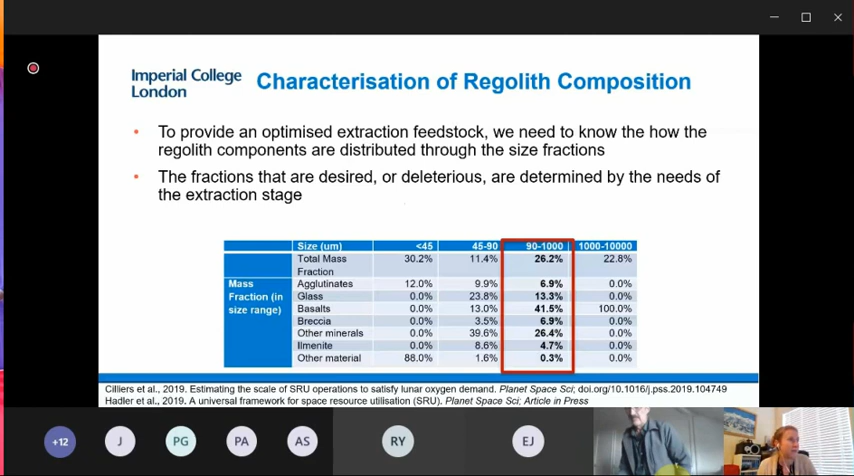 Imperial College
London
Characterisation of Regolith Composition
• To provide an optimised extraction feedstock, we need to know the how the
regolith components are distributed through the size fractions
• The fractions that are desired, or deleterious, are determined by the needs of
the extraction stage
Size (um) <45 45-90 90-1000 1000-10000
Total Mass 30.2% 11.4% 26.2% 22.8%
Fraction
Mass Agglutinates 12.0% 9.9% 6.9% 0.0%
Fraction (in Glass 0.0% 23.8% 13.3% 0.0%
size range) Basalts 0.0% 13.0% 41.5% 100.0%
Breccia 0.0% 3.5% 6.9% 0.0%
Other minerals 0.0% 39.6% 26.4% 0.0%
Ilmenite 0.0% 8.6% 4.7% 0.0%
Other material 88.0% 1.6% 0.3% 0.0%
Cilliers et al., 2019. Estimating the scale of SRU operations to satisfy lunar oxygen demand. Planet Space Sci; doi.org/10.1016/j.pss.2019.104749
Hadler et al., 2019. A universal framework for space resource utilisation (SRU). Planet Space Sci; Article in Press
+12 J PG PA AS RY EJ